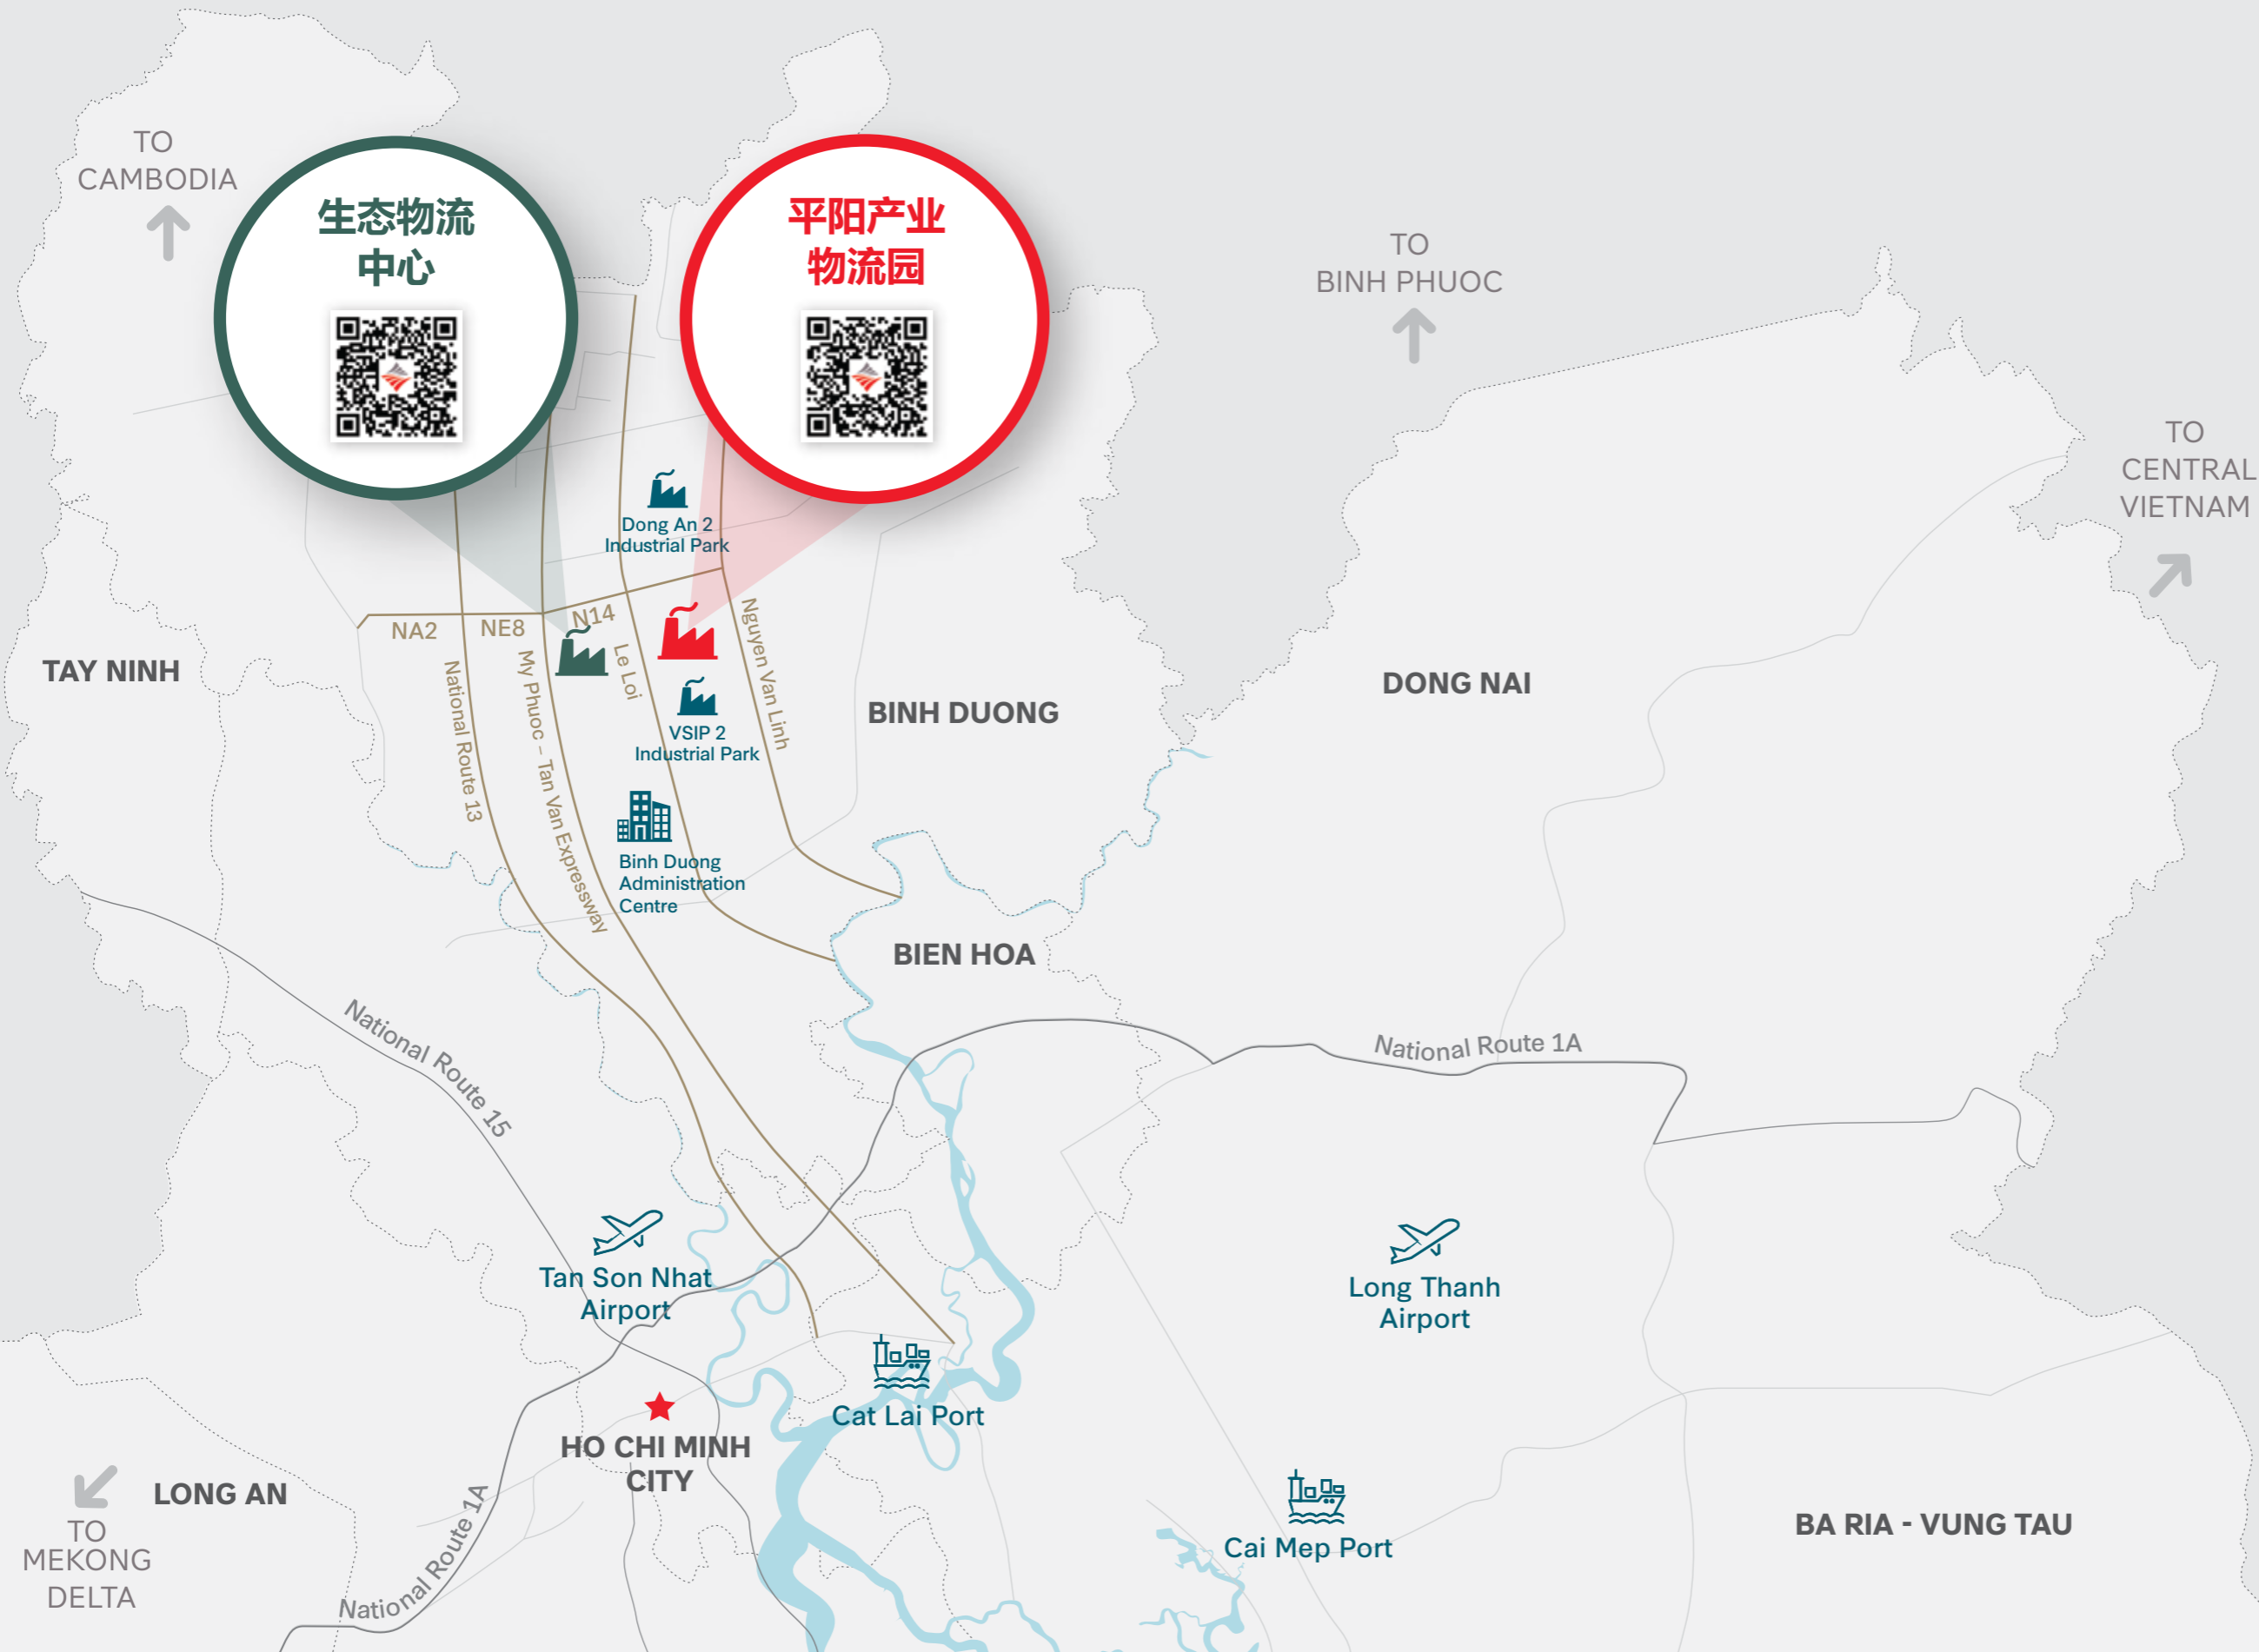 TO
CAMBODIA
生态物流
中心
平阳产业
物流园
TO
BINH PHUOC
TO
CENTRAL
VIETNAM
Dong An 2
Industrial Park
NA2
NE8
N14
National Route 13
My Phuoc – Tan Van Expressway
Le Loi
Nguyen Van Linh
TAY NINH
VSIP 2
Industrial Park
BINH DUONG
DONG NAI
Binh Duong
Administration
Centre
BIEN HOA
National Route 15
National Route 1A
Tan Son Nhat
Airport
Long Thanh
Airport
Cat Lai Port
HO CHI MINH
CITY
LONG AN
TO
MEKONG
DELTA
National Route 1A
Cai Mep Port
BA RIA - VUNG TAU